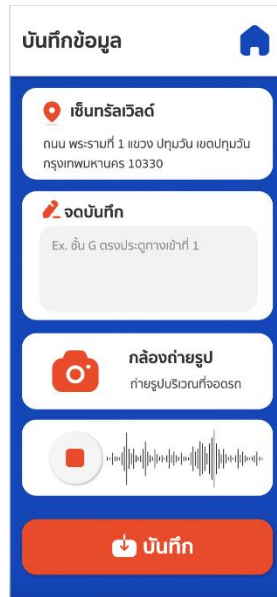 บันทึกข้อมูล
เซ็นทรัลเวิลด์
ถนน พระรามที่ 1 แขวง ปทุมวัน เขตปทุมวัน
กรุงเทพมหานคร 10330
จดบันทึก
Ex. ชั้น G ตรงประตูทางเข้าที่ 1
กล้องถ่ายรูป
ถ่ายรูปบริเวณที่จอดรถ
บันทึก